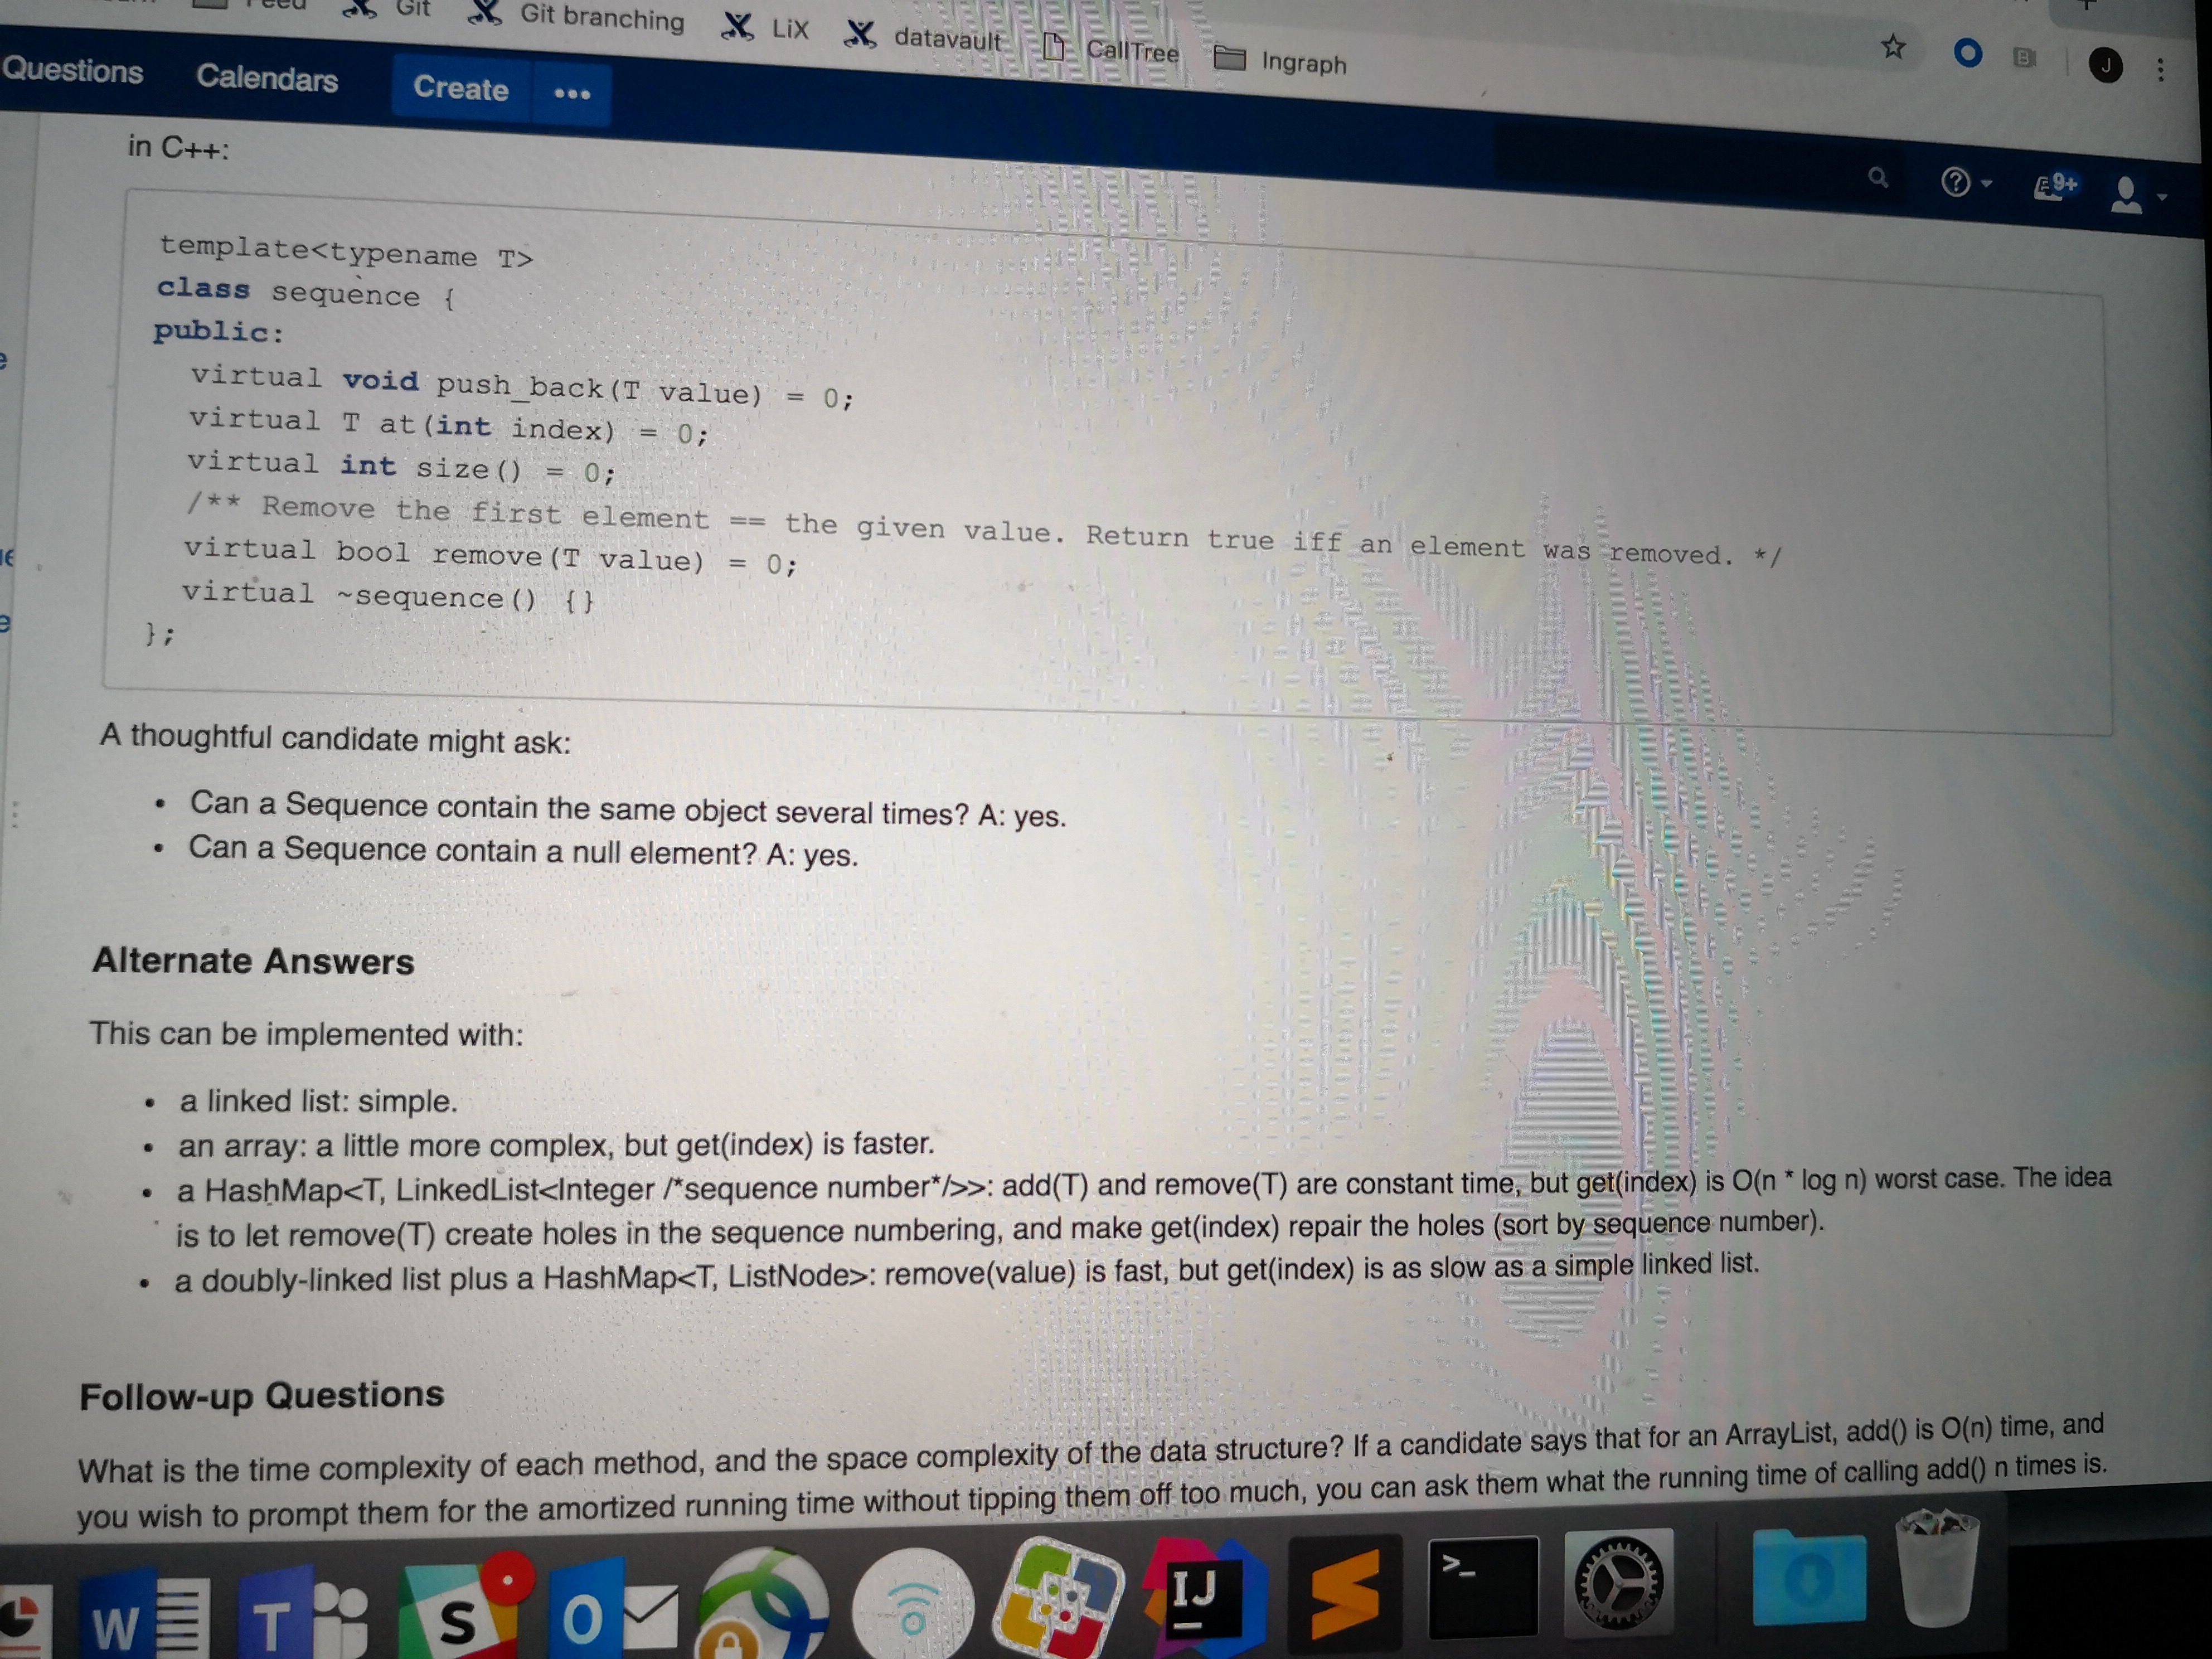 Git
Git branching
LiX
datavault
CallTree
Ingraph
B
J
Questions
Calendars
Create
9+
in C++:
template<typename T>
class sequence {
public:
virtual void push_back(T value) = 0;
virtual T at(int index) = 0;
virtual int size() = 0;
/** Remove the first element == the given value. Return true iff an element was removed. */
virtual bool remove(T value) = 0;
virtual ~sequence() {}
};
A thoughtful candidate might ask:
• Can a Sequence contain the same object several times? A: yes.
• Can a Sequence contain a null element? A: yes.
Alternate Answers
This can be implemented with:
• a linked list: simple.
• an array: a little more complex, but get(index) is faster.
• a HashMap<T, LinkedList<Integer /*sequence number*/>>: add(T) and remove(T) are constant time, but get(index) is O(n * log n) worst case. The idea
is to let remove(T) create holes in the sequence numbering, and make get(index) repair the holes (sort by sequence number).
• a doubly-linked list plus a HashMap<T, ListNode>: remove(value) is fast, but get(index) is as slow as a simple linked list.
Follow-up Questions
What is the time complexity of each method, and the space complexity of the data structure? If a candidate says that for an ArrayList, add() is O(n) time, and
you wish to prompt them for the amortized running time without tipping them off too much, you can ask them what the running time of calling add() n times is.
W
T
S
O
IJ
>_